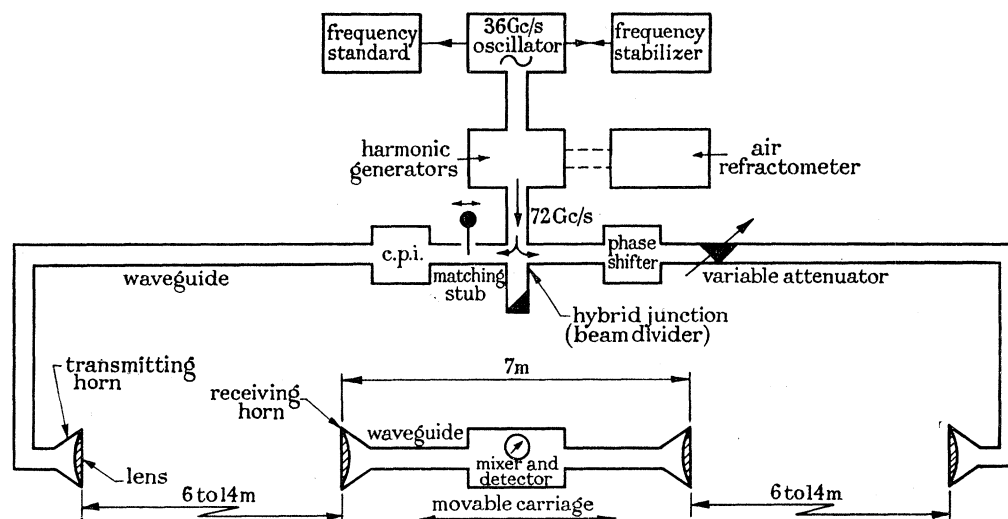 frequency
standard
36Gc/s
oscillator
frequency
stabilizer
harmonic
generators
air
refractometer
72Gc/s
c.p.i.
phase
shifter
waveguide
matching
stub
variable attenuator
hybrid junction
(beam divider)
transmitting
horn
receiving
horn
7m
waveguide
mixer and
detector
lens
6 to 14m
movable carriage
6 to 14m